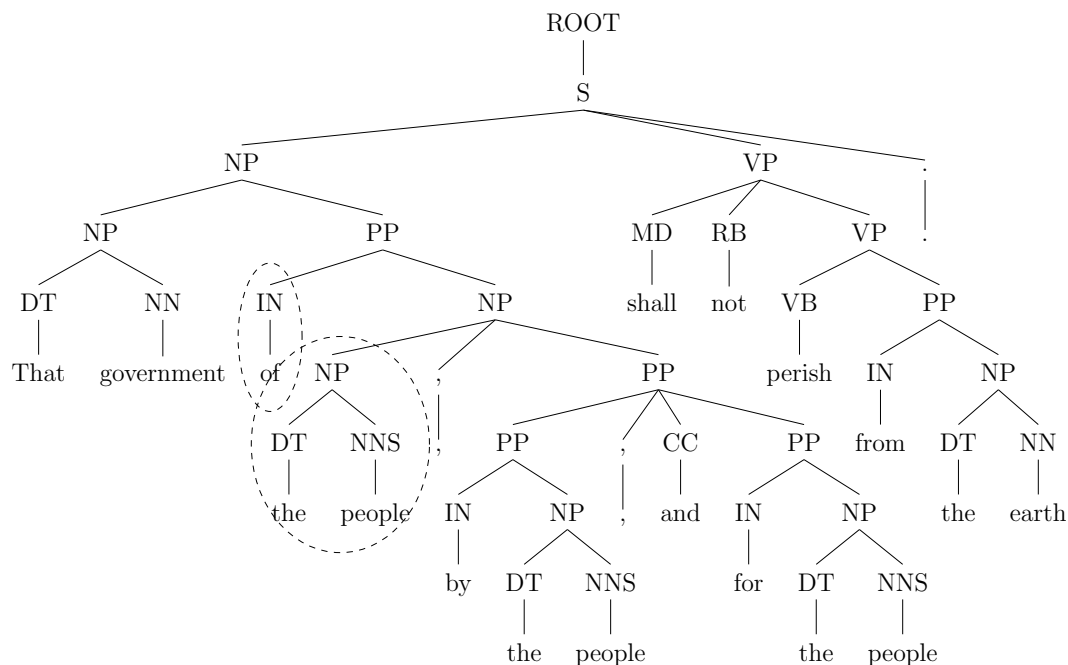 ROOT
S
NP VP .
NP PP MD RB VP .
DT NN IN NP shall not VB PP
That government of NP , PP perish IN NP
DT NNS , PP , CC PP from DT NN
the people IN NP , and IN NP the earth
by DT NNS for DT NNS
the people the people